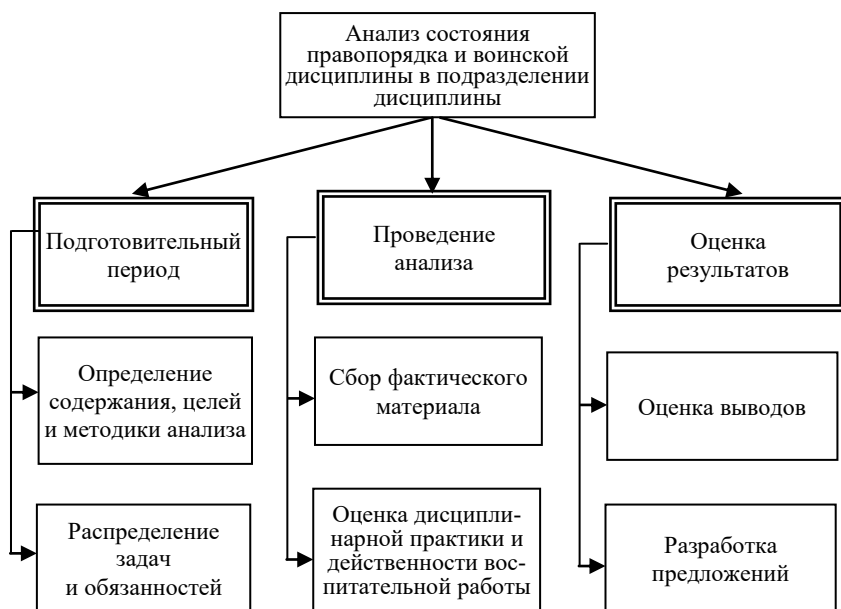 Анализ состояния
правопорядка и воинской
дисциплины в подразделении
дисциплины
Подготовительный
период
Проведение
анализа
Оценка
результатов
Определение
содержания, целей
и методики анализа
Сбор фактического
материала
Оценка выводов
Распределение
задач
и обязанностей
Оценка дисципли-
нарной практики и
действенности вос-
питательной работы
Разработка
предложений